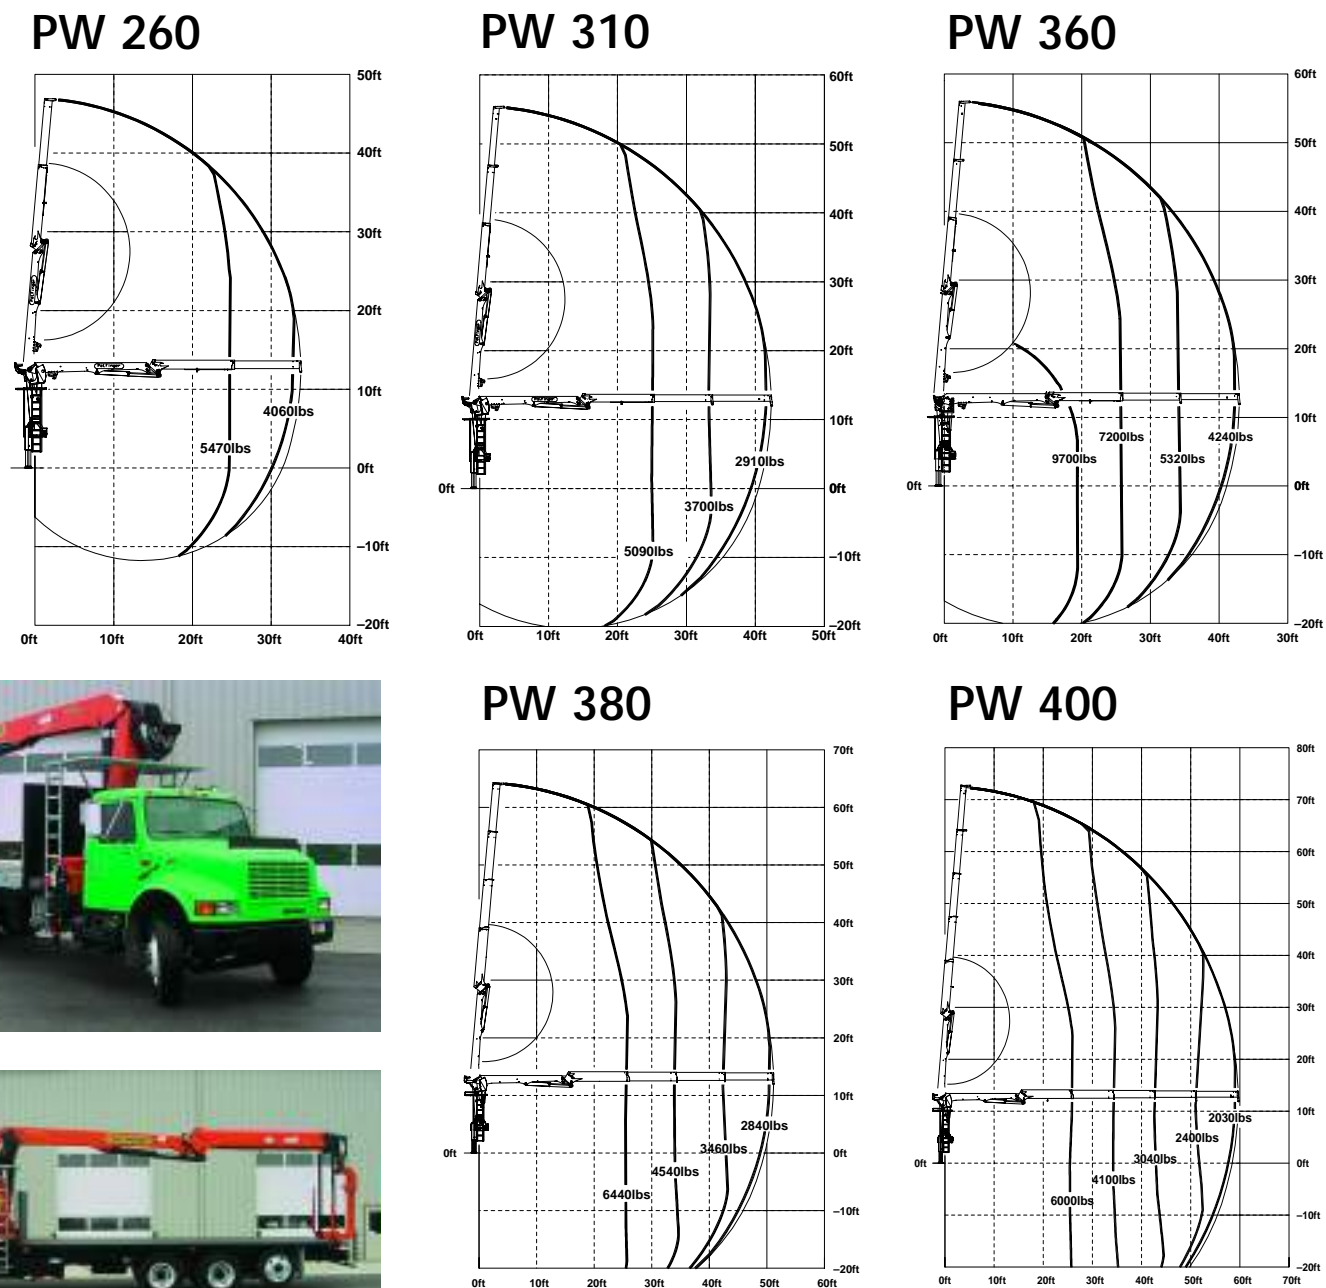 PW 260
PW 310
PW 360
50ft
40ft
30ft
20ft
10ft
0ft
–10ft
–20ft
4060lbs
5470lbs
0ft
10ft
20ft
30ft
40ft
60ft
50ft
40ft
30ft
20ft
10ft
0ft
0ft
–10ft
–20ft
2910lbs
3700lbs
5090lbs
0ft
10ft
20ft
30ft
40ft
50ft
60ft
50ft
40ft
30ft
20ft
10ft
0ft
0ft
–10ft
–20ft
7200lbs
4240lbs
9700lbs
5320lbs
0ft
10ft
20ft
30ft
40ft
30ft
PW 380
PW 400
70ft
60ft
50ft
40ft
30ft
20ft
10ft
0ft
0ft
–10ft
–20ft
2840lbs
3460lbs
4540lbs
6440lbs
0ft
10ft
20ft
30ft
40ft
50ft
60ft
80ft
70ft
60ft
50ft
40ft
30ft
20ft
10ft
0ft
0ft
–10ft
–20ft
2030lbs
2400lbs
3040lbs
4100lbs
6000lbs
0ft
10ft
20ft
30ft
40ft
50ft
60ft
70ft